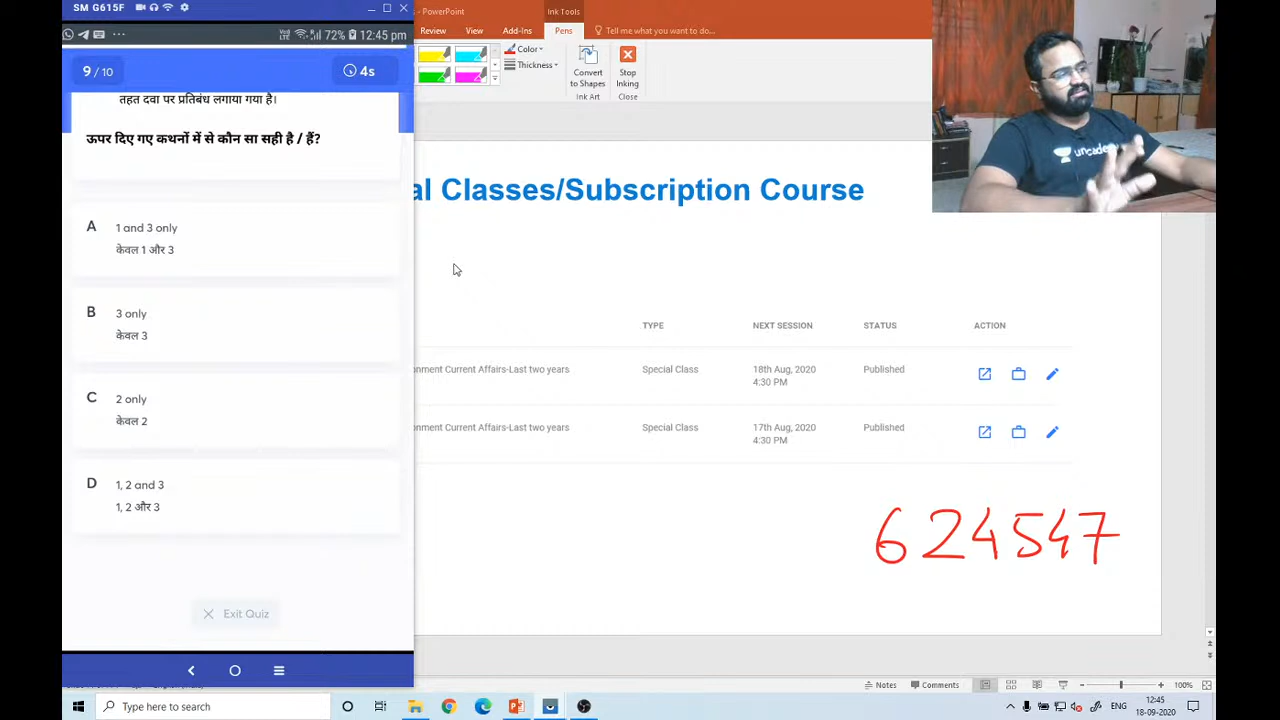 SM G615F
72% 12:45 pm
9 / 10
4s
तहत दवा पर प्रतिबंध लगाया गया है।
ऊपर दिए गए कथनों में से कौन सा सही है / हैं?
A
1 and 3 only
केवल 1 और 3
B
3 only
केवल 3
C
2 only
केवल 2
D
1, 2 and 3
1, 2 और 3
Exit Quiz
- PowerPoint
Ink Tools
Review View Add-Ins Pens Tell me what you want to do...
Color
Thickness
Convert to Shapes
Stop Inking
Ink Art
Close
unacade
al Classes/Subscription Course
TYPE NEXT SESSION STATUS ACTION
onment Current Affairs-Last two years Special Class 18th Aug, 2020 Published
4:30 PM
onment Current Affairs-Last two years Special Class 17th Aug, 2020 Published
4:30 PM
624547
Notes Comments 100%
Type here to search
ENG
12:45
18-09-2020